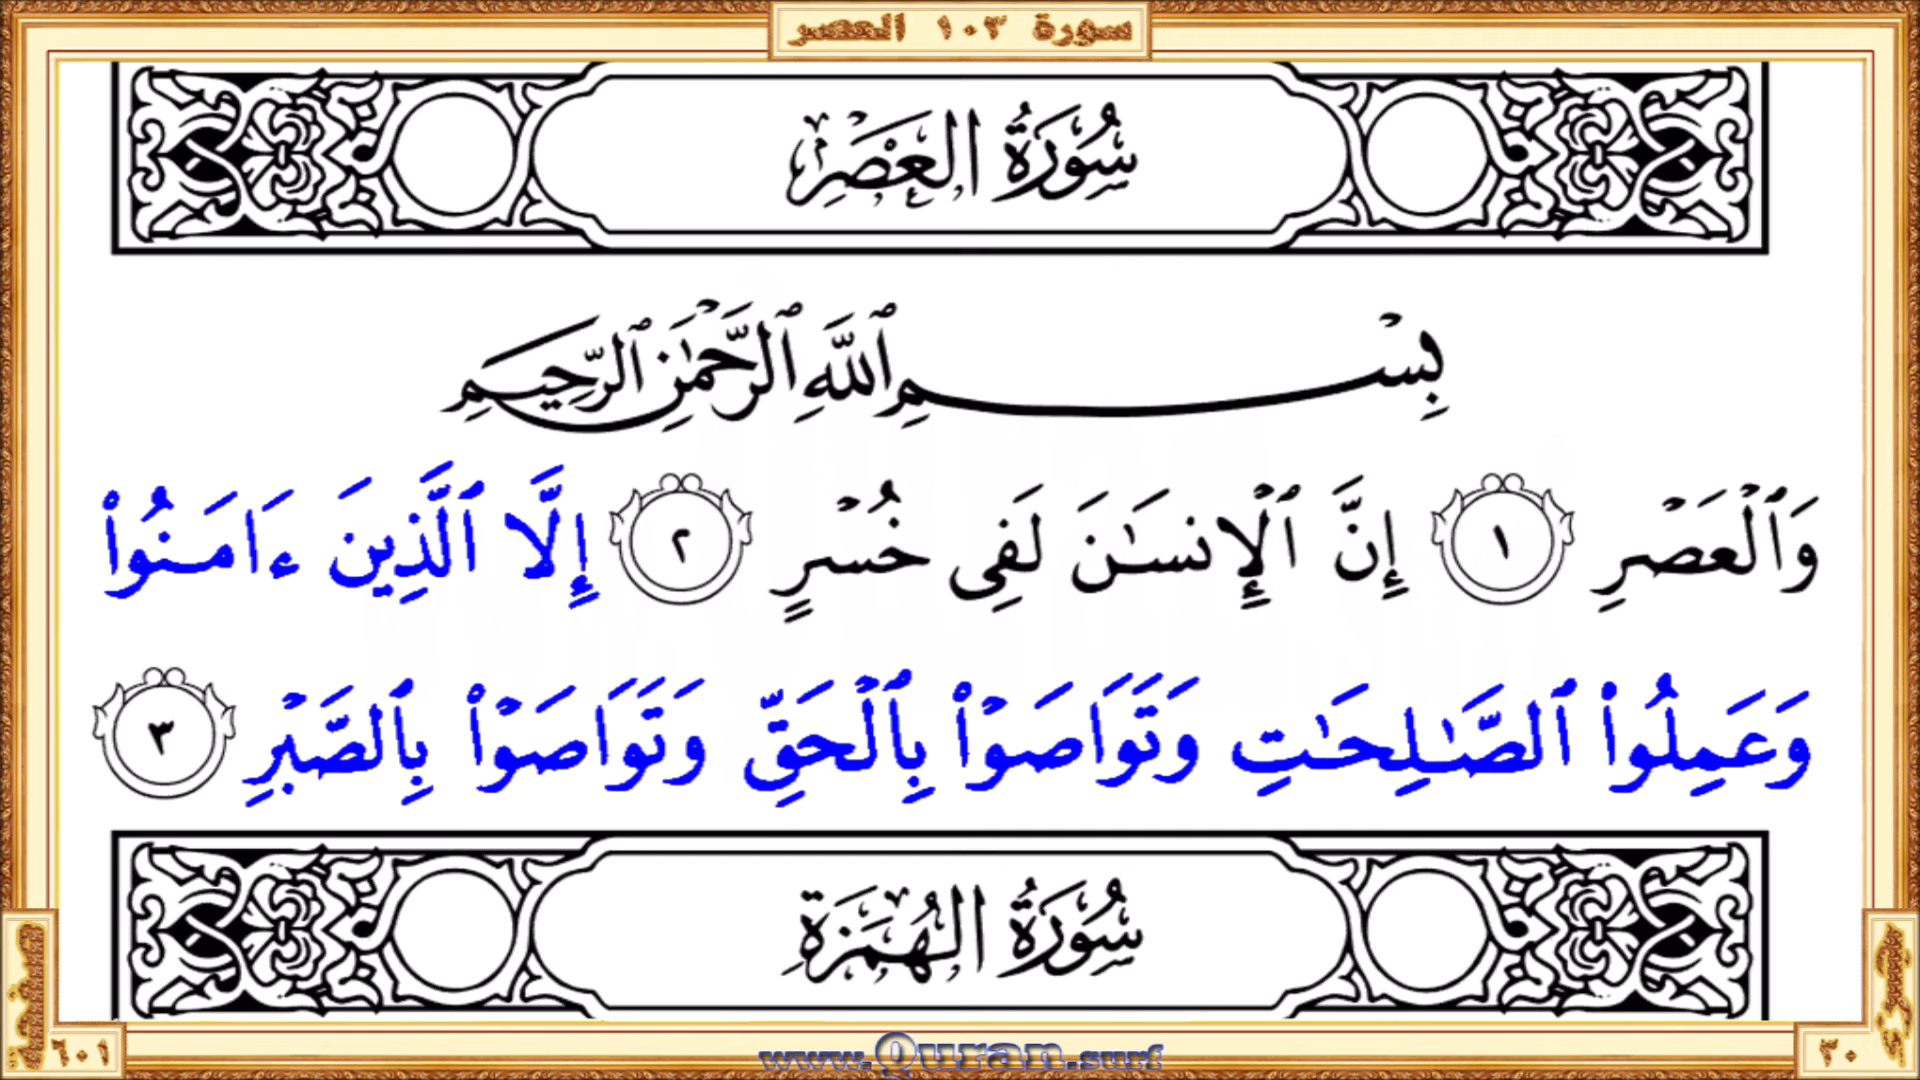 سورة ١٠٣ العصر
سُورَةُ العَصْرِ
بِسْمِ ٱللَّهِ ٱلرَّحْمَٰنِ ٱلرَّحِيمِ
وَٱلْعَصْرِ ١ إِنَّ ٱلْإِنسَـٰنَ لَفِى خُسْرٍ ٢ إِلَّا ٱلَّذِينَ ءَامَنُوا۟
وَعَمِلُوا۟ ٱلصَّـٰلِحَـٰتِ وَتَوَاصَوْا۟ بِٱلْحَقِّ وَتَوَاصَوْا۟ بِٱلصَّبْرِ ٣
سُورَةُ الهُمَزَةِ
صفحة ٦٠١
www.Quran.surf
٣٠